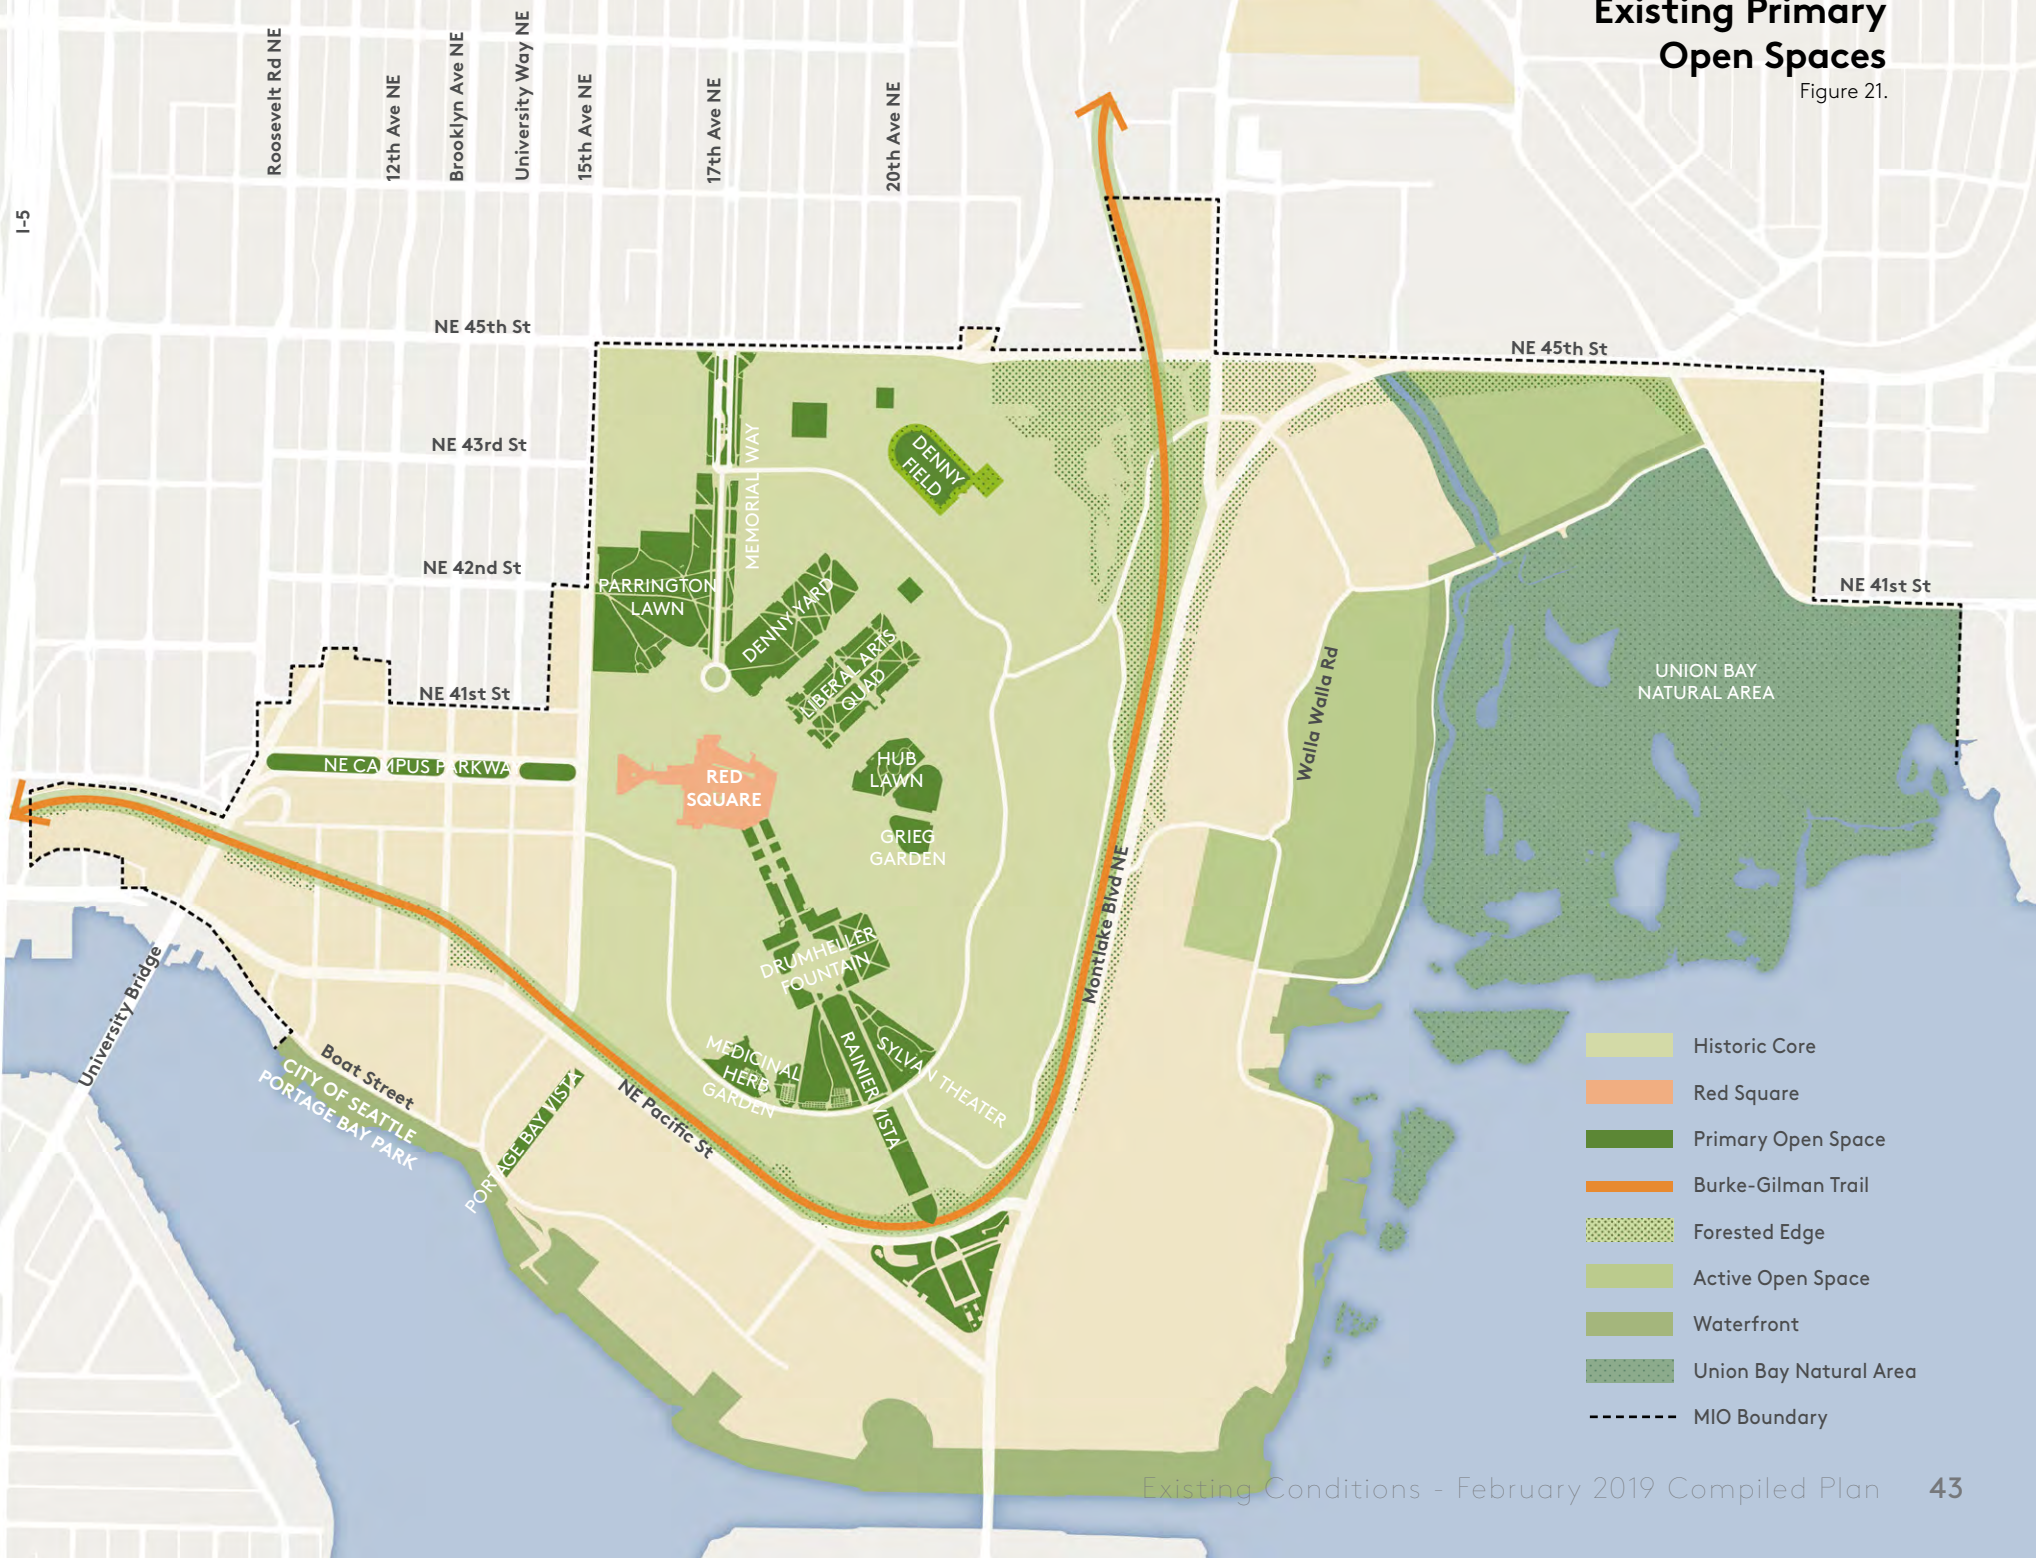 Existing Primary
Open Spaces
Figure 21.
Roosevelt Rd NE
12th Ave NE
Brooklyn Ave NE
University Way NE
15th Ave NE
17th Ave NE
20th Ave NE
I-5
NE 45th St
NE 45th St
NE 43rd St
MEMORIAL WAY
DENNY
FIELD
NE 42nd St
PARRINGTON
LAWN
DENNY YARD
NE 41st St
LIBERAL ARTS
QUAD
UNION BAY
NATURAL AREA
NE 41st St
Walla Walla Rd
NE CAMPUS PARKWA
RED
SQUARE
HUB
LAWN
GRIEG
GARDEN
Montlake Blvd NE
DRUMHELLER
FOUNTAIN
University Bridge
Boat Street
CITY OF SEATTLE
PORTAGE BAY PARK
PORTAGE BAY VISTA
NE Pacific St
MEDICINAL
HERB
GARDEN
RAINIER VISTA
SYLVAN THEATER
Historic Core
Red Square
Primary Open Space
Burke-Gilman Trail
Forested Edge
Active Open Space
Waterfront
Union Bay Natural Area
MIO Boundary
Existing Conditions - February 2019 Compiled Plan 43